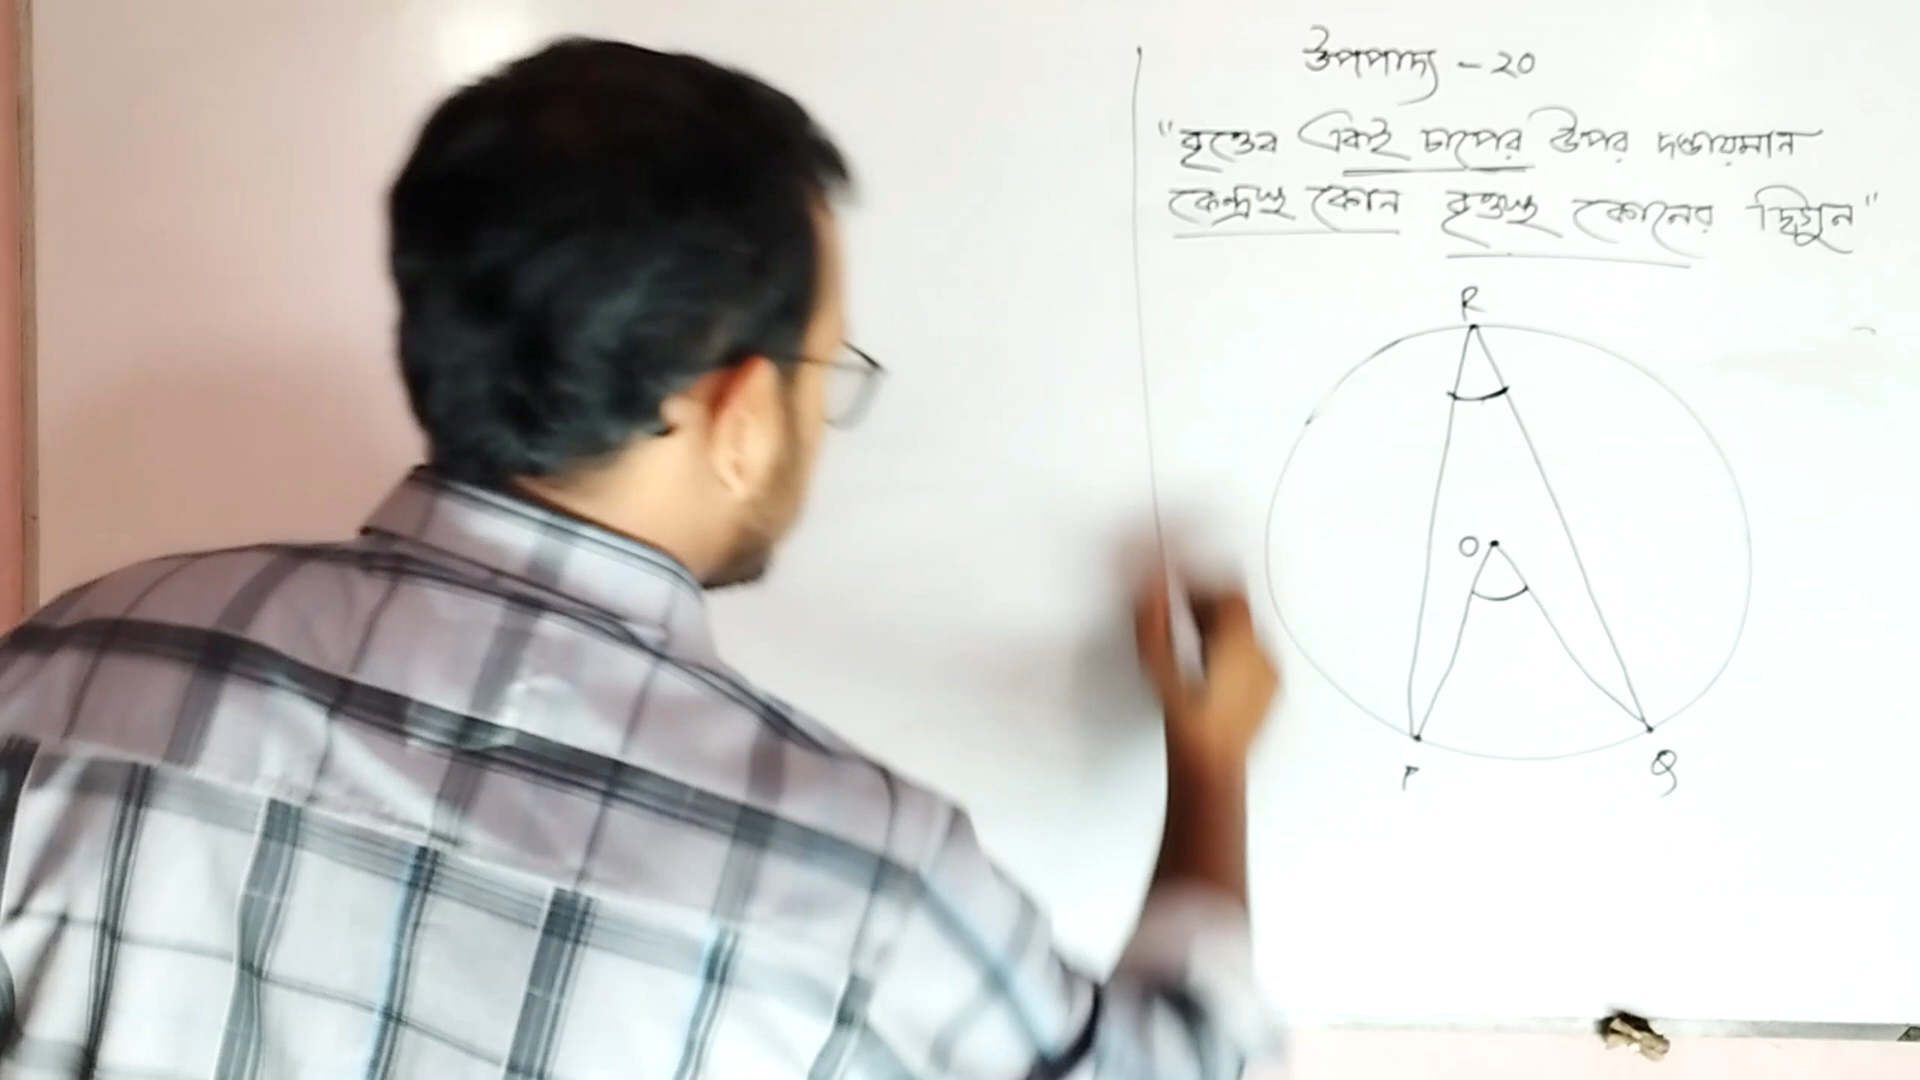 উপপাদ্য - ২০
"বৃত্তের একই চাপের উপর দণ্ডায়মান
কেন্দ্রস্থ কোন বৃত্তস্থ কোনের দ্বিগুন"
R
O
P
Q